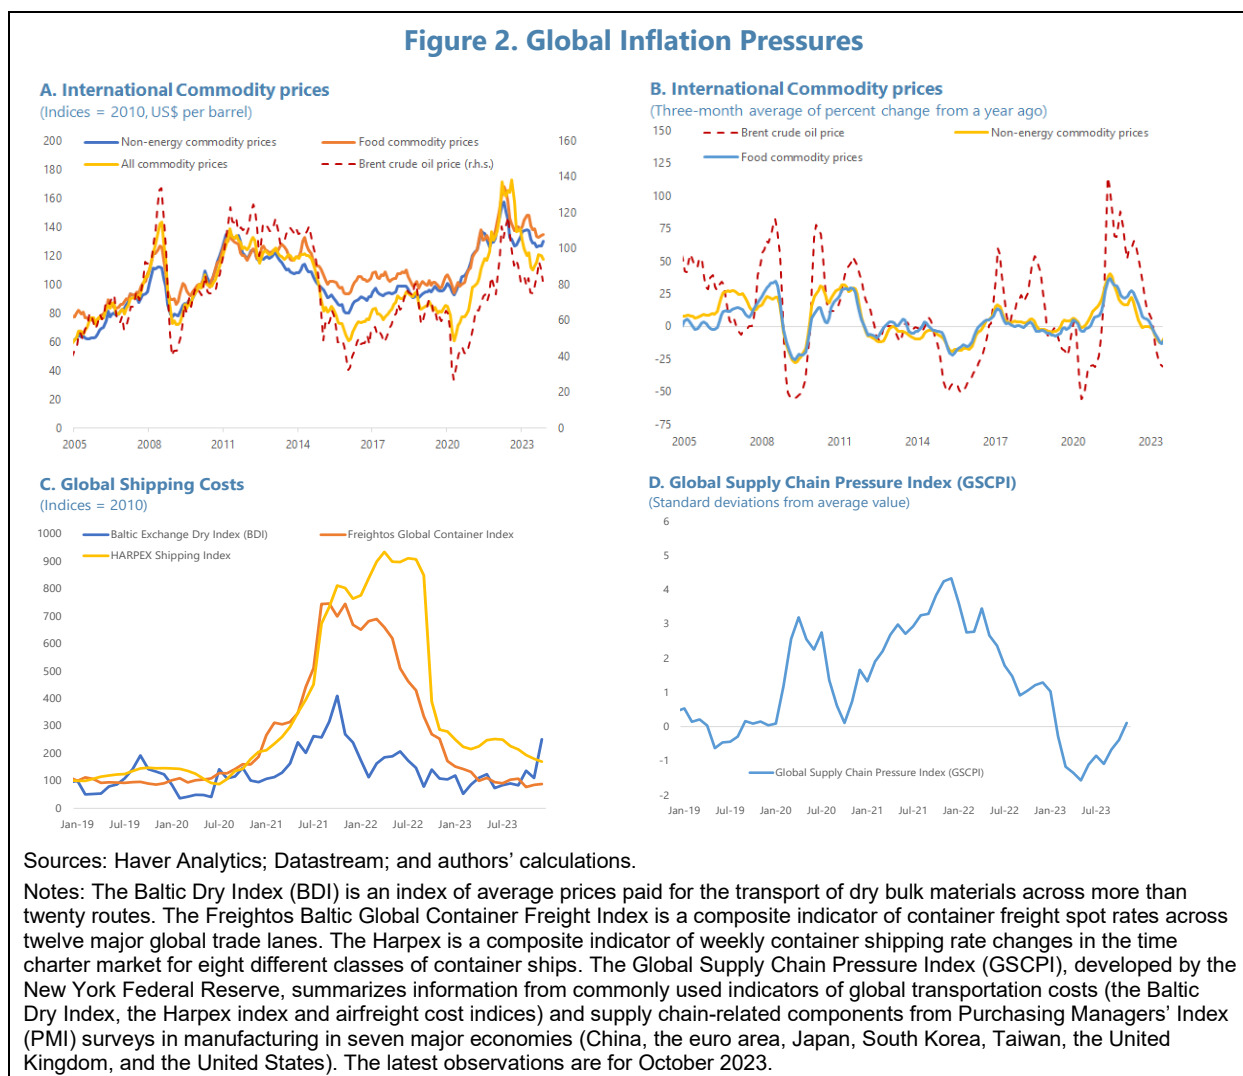 Figure 2. Global Inflation Pressures
A. International Commodity prices
(Indices = 2010, US$ per barrel)
Non-energy commodity prices
Food commodity prices
All commodity prices
Brent crude oil price (r.h.s.)
200
180
160
140
120
100
80
60
40
20
0
160
140
120
100
80
60
40
20
0
2005
2008
2011
2014
2017
2020
2023
B. International Commodity prices
(Three-month average of percent change from a year ago)
Brent crude oil price
Non-energy commodity prices
Food commodity prices
150
125
100
75
50
25
0
-25
-50
-75
2005
2008
2011
2014
2017
2020
2023
C. Global Shipping Costs
(Indices = 2010)
Baltic Exchange Dry Index (BDI)
Freightos Global Container Index
HARPEX Shipping Index
1000
900
800
700
600
500
400
300
200
100
0
Jan-19
Jul-19
Jan-20
Jul-20
Jan-21
Jul-21
Jan-22
Jul-22
Jan-23
Jul-23
D. Global Supply Chain Pressure Index (GSCPI)
(Standard deviations from average value)
6
5
4
3
2
1
0
-1
-2
Global Supply Chain Pressure Index (GSCPI)
Jan-19
Jul-19
Jan-20
Jul-20
Jan-21
Jul-21
Jan-22
Jul-22
Jan-23
Jul-23
Sources: Haver Analytics; Datastream; and authors' calculations.
Notes: The Baltic Dry Index (BDI) is an index of average prices paid for the transport of dry bulk materials across more than
twenty routes. The Freightos Baltic Global Container Freight Index is a composite indicator of container freight spot rates across
twelve major global trade lanes. The Harpex is a composite indicator of weekly container shipping rate changes in the time
charter market for eight different classes of container ships. The Global Supply Chain Pressure Index (GSCPI), developed by the
New York Federal Reserve, summarizes information from commonly used indicators of global transportation costs (the Baltic
Dry Index, the Harpex index and airfreight cost indices) and supply chain-related components from Purchasing Managers' Index
(PMI) surveys in manufacturing in seven major economies (China, the euro area, Japan, South Korea, Taiwan, the United
Kingdom, and the United States). The latest observations are for October 2023.